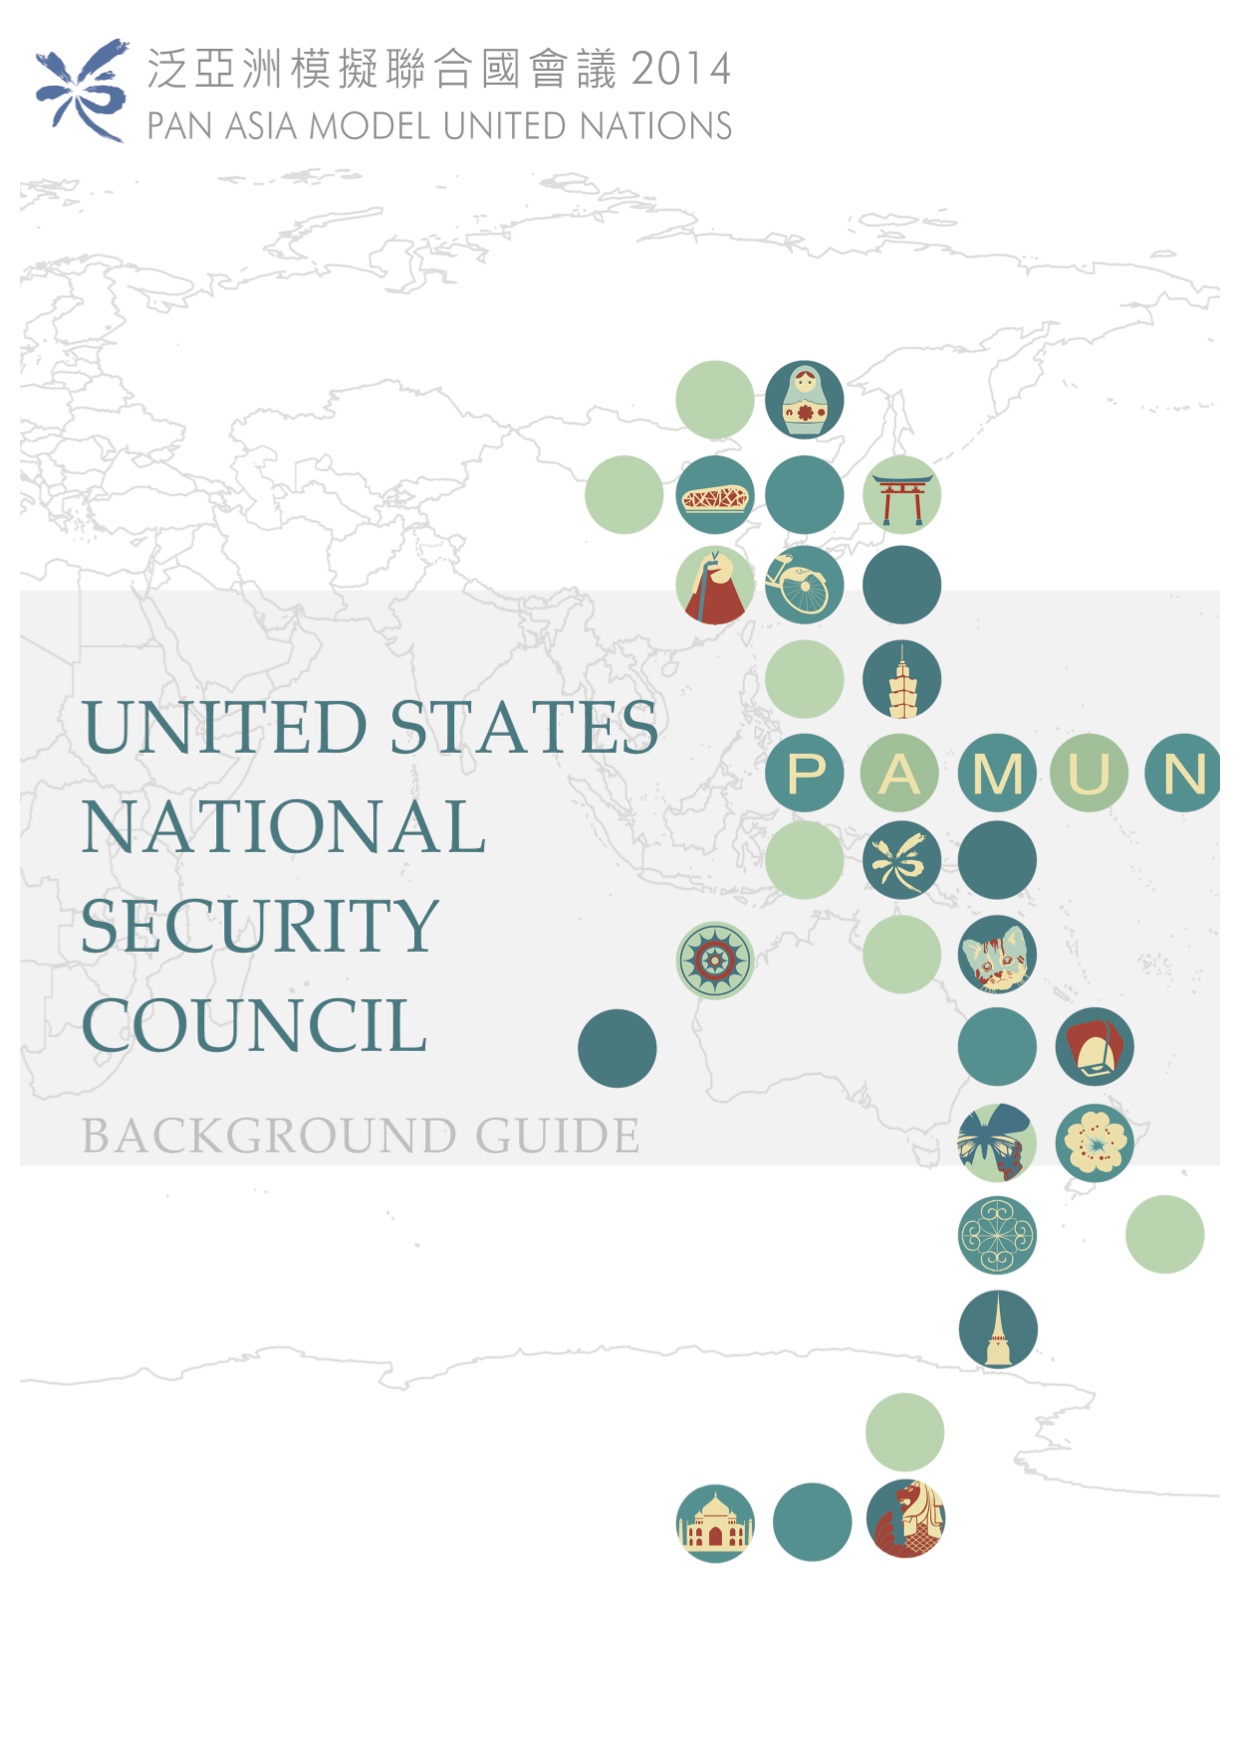 泛亞洲模擬聯合國會議 2014
PAN ASIA MODEL UNITED NATIONS
UNITED STATES
NATIONAL
SECURITY
COUNCIL
BACKGROUND GUIDE
P A M U N